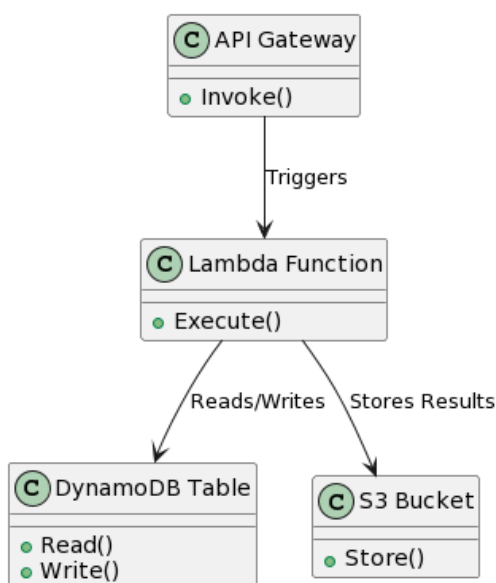 C API Gateway
Invoke()
Triggers
C Lambda Function
Execute()
Reads/Writes
Stores Results
C DynamoDB Table
Read()
Write()
C S3 Bucket
Store()